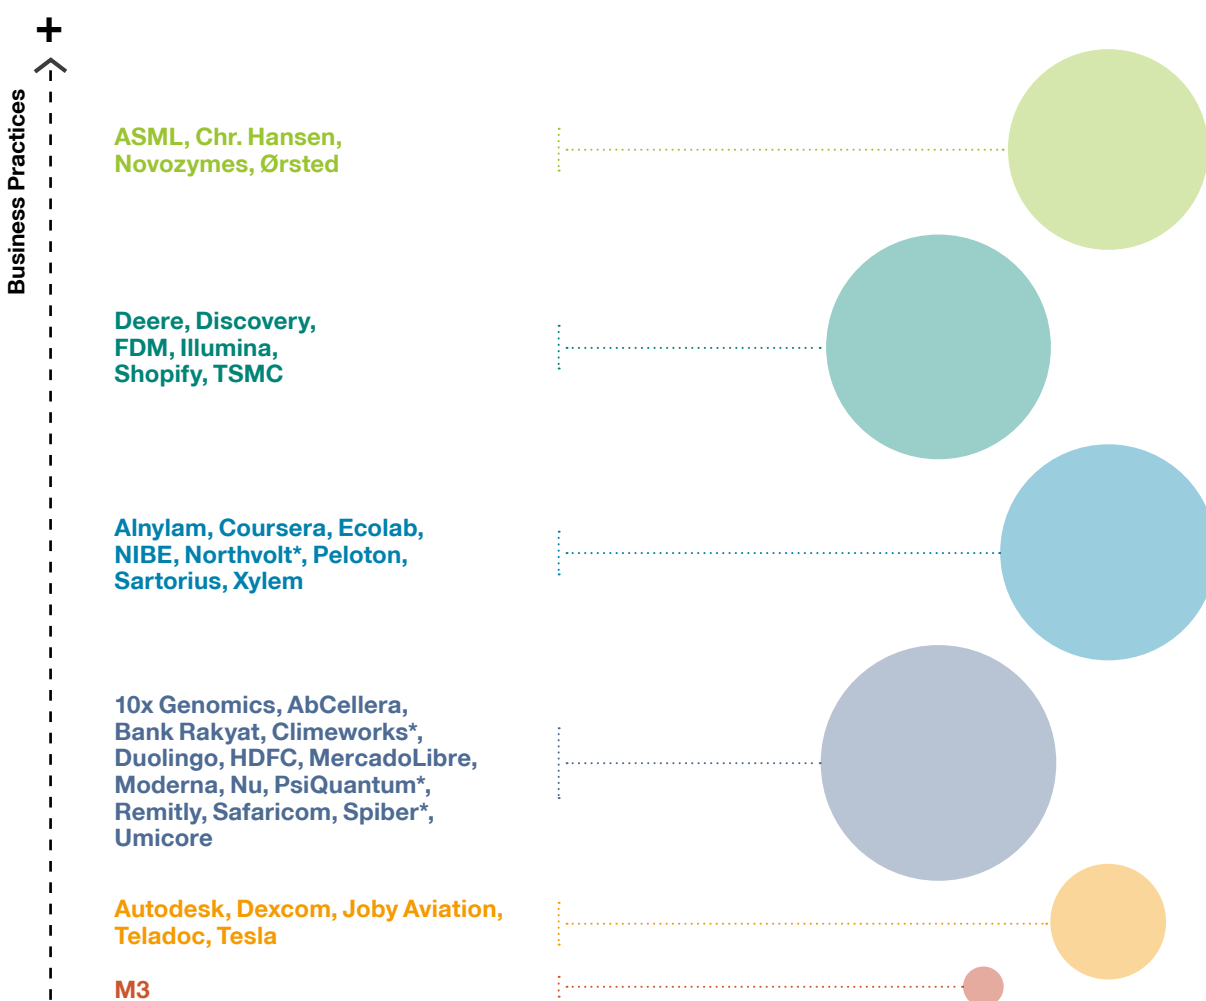 +
Business Practices
ASML, Chr. Hansen,
Novozymes, Ørsted
Deere, Discovery,
FDM, Illumina,
Shopify, TSMC
Alnylam, Coursera, Ecolab,
NIBE, Northvolt*, Peloton,
Sartorius, Xylem
10x Genomics, AbCellera,
Bank Rakyat, Climeworks*,
Duolingo, HDFC, MercadoLibre,
Moderna, Nu, PsiQuantum*,
Remitly, Safaricom, Spiber*,
Umicore
Autodesk, Dexcom, Joby Aviation,
Teladoc, Tesla
M3